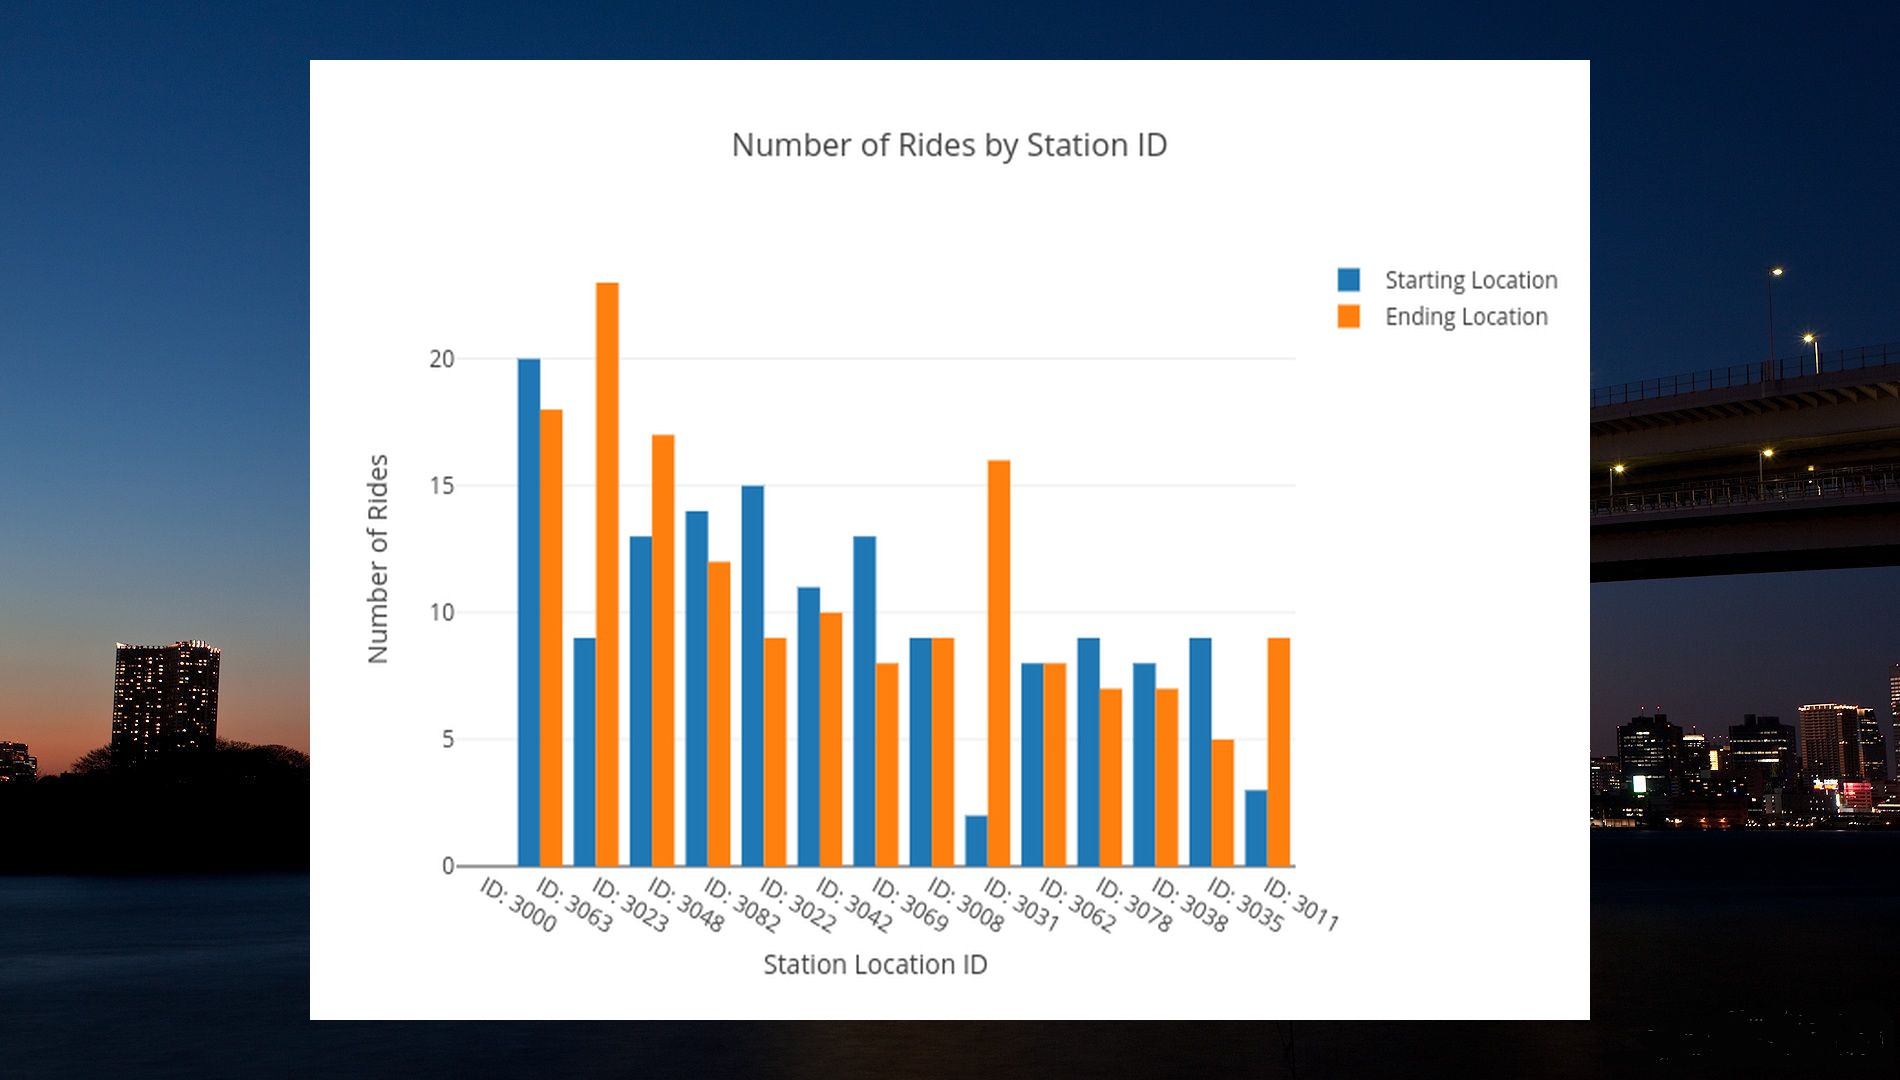 Number of Rides by Station ID
Starting Location
Ending Location
Number of Rides
20
15
10
5
0
ID: 3000
ID: 3063
ID: 3023
ID: 3048
ID: 3082
ID: 3022
ID: 3042
ID: 3069
ID: 3008
ID: 3031
ID: 3062
ID: 3078
ID: 3038
ID: 3035
ID: 3011
Station Location ID